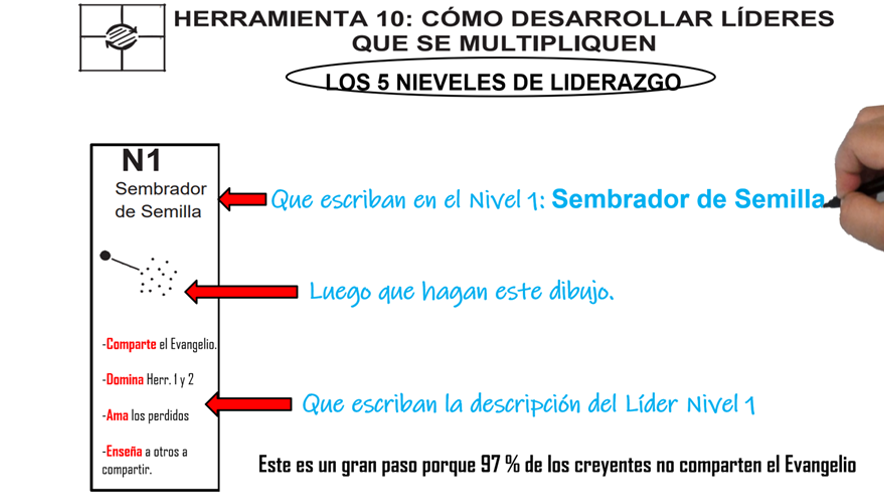 HERRAMIENTA 10: CÓMO DESARROLLAR LÍDERES
QUE SE MULTIPLIQUEN
LOS 5 NIEVELES DE LIDERAZGO
N1
Sembrador
de Semilla
Que escriban en el Nivel 1: Sembrador de Semilla
Luego que hagan este dibujo.
-Comparte el Evangelio.
-Domina Herr. 1 y 2
-Ama los perdidos
-Enseña a otros a
compartir.
Que escriban la descripción del Líder Nivel 1
Este es un gran paso porque 97 % de los creyentes no comparten el Evangelio